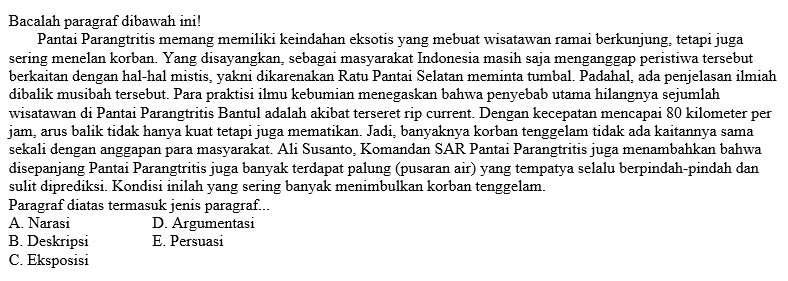 Bacalah paragraf dibawah ini!
Pantai Parangtritis memang memiliki keindahan eksotis yang mebuat wisatawan ramai berkunjung, tetapi juga
sering menelan korban. Yang disayangkan, sebagai masyarakat Indonesia masih saja menganggap peristiwa tersebut
berkaitan dengan hal-hal mistis, yakni dikarenakan Ratu Pantai Selatan meminta tumbal. Padahal, ada penjelasan ilmiah
dibalik musibah tersebut. Para praktisi ilmu kebumian menegaskan bahwa penyebab utama hilangnya sejumlah
wisatawan di Pantai Parangtritis Bantul adalah akibat terseret rip current. Dengan kecepatan mencapai 80 kilometer per
jam, arus balik tidak hanya kuat tetapi juga mematikan. Jadi, banyaknya korban tenggelam tidak ada kaitannya sama
sekali dengan anggapan para masyarakat. Ali Susanto, Komandan SAR Pantai Parangtritis juga menambahkan bahwa
disepanjang Pantai Parangtritis juga banyak terdapat palung (pusaran air) yang tempatya selalu berpindah-pindah dan
sulit diprediksi. Kondisi inilah yang sering banyak menimbulkan korban tenggelam.
Paragraf diatas termasuk jenis paragraf...
A. Narasi D. Argumentasi
B. Deskripsi E. Persuasi
C. Eksposisi